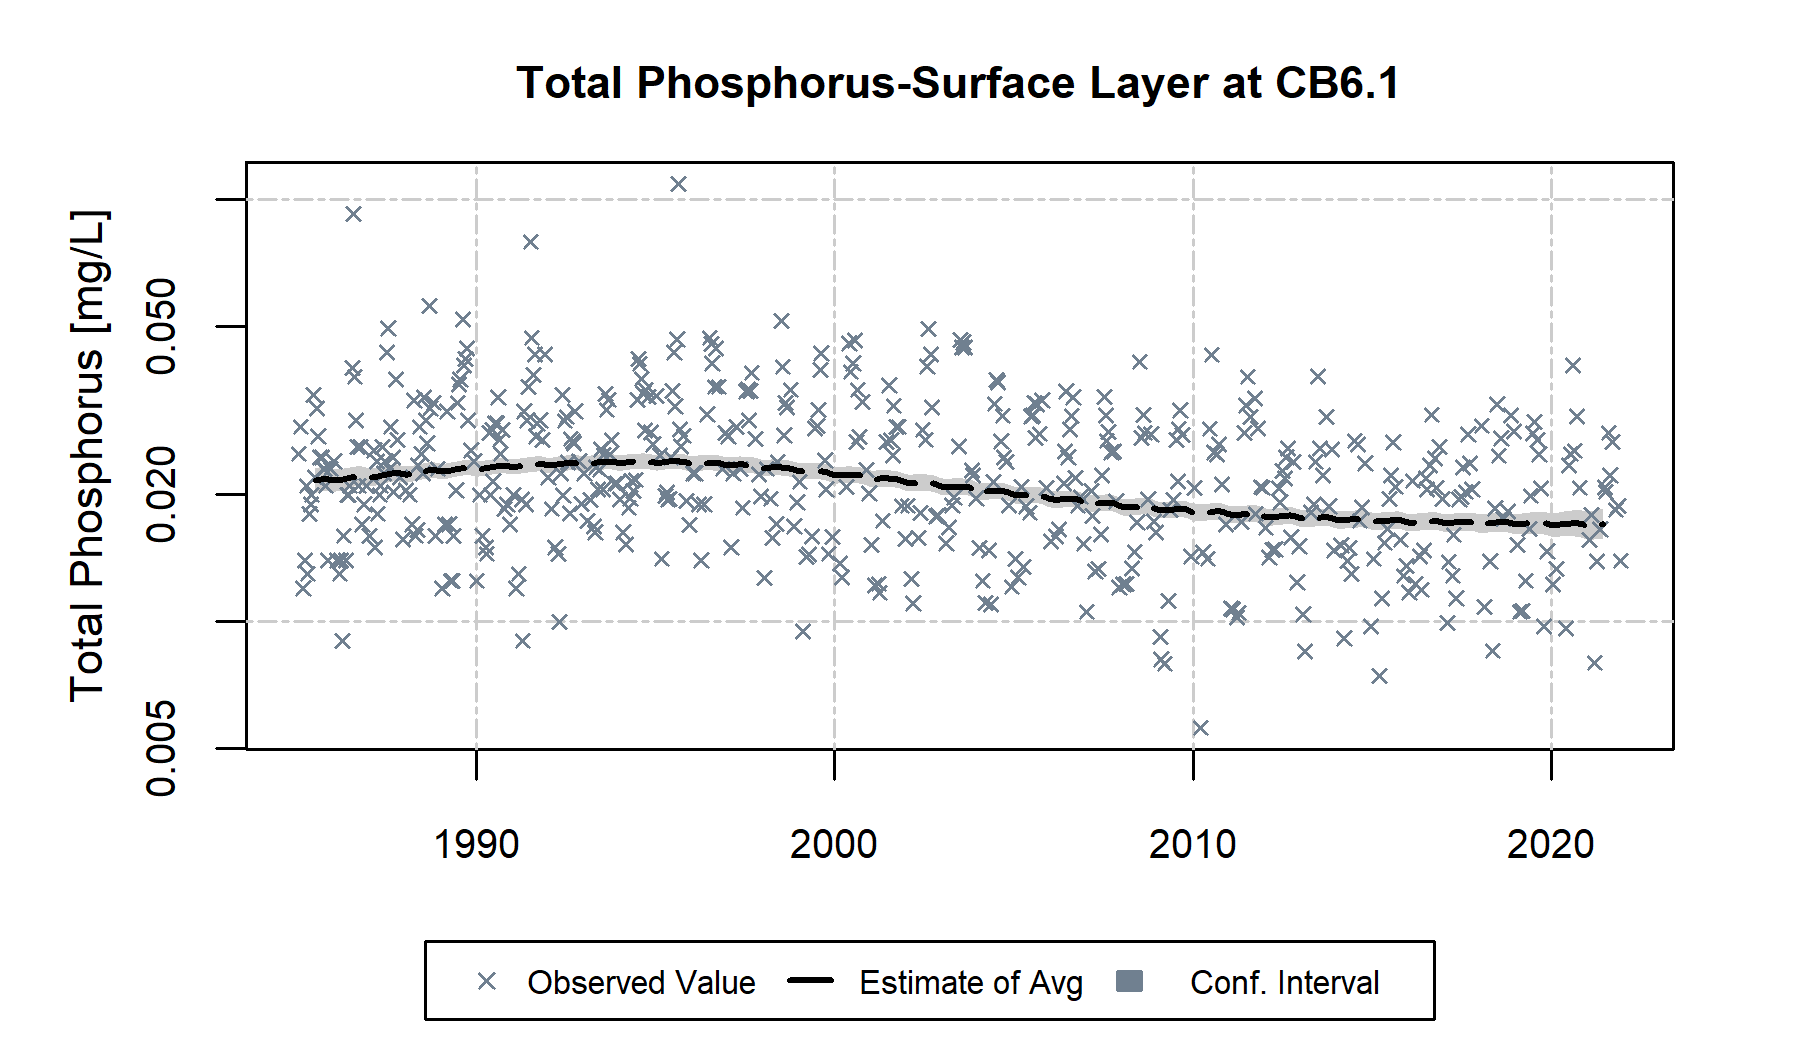 Total Phosphorus-Surface Layer at CB6.1
Total Phosphorus [mg/L]
0.050
0.020
0.005
1990 2000 2010 2020
Observed Value Estimate of Avg Conf. Interval